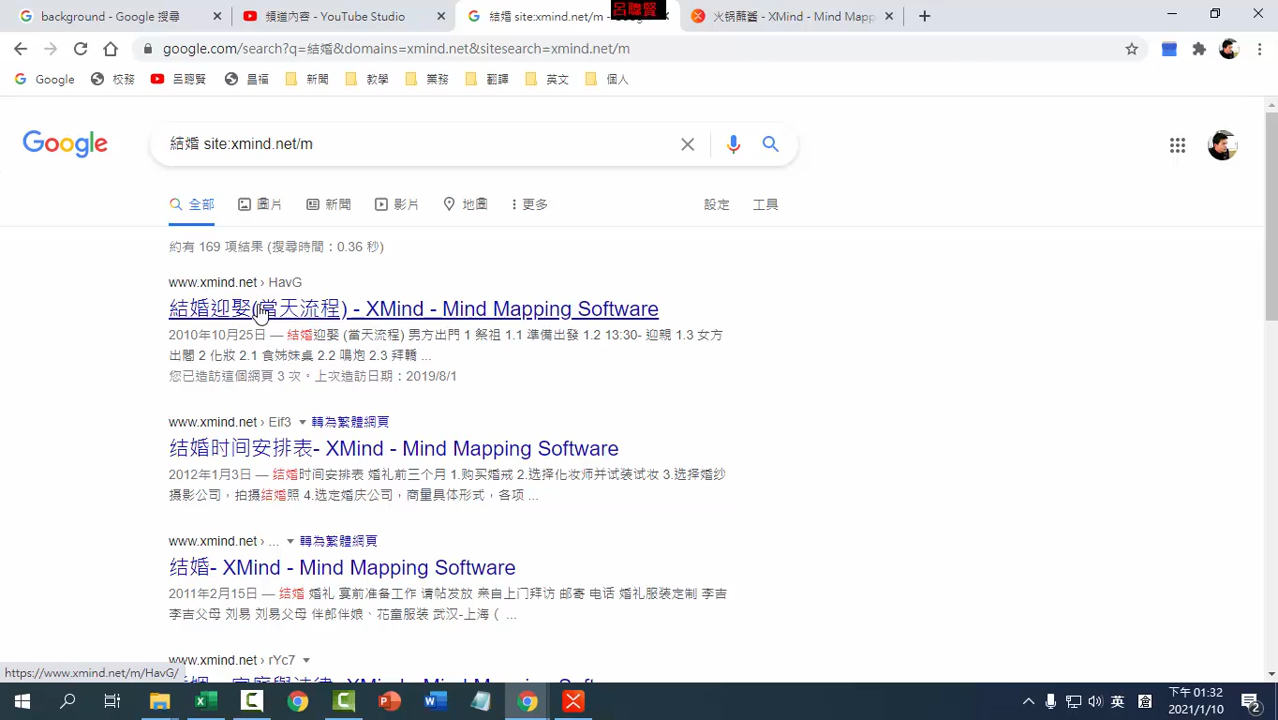 background - Google 搜尋
頻道內容 - YouTube Studio
結婚 site:xmind.net/m -
呂聰賢
火锅蘸酱 - XMind - Mind Mapp
google.com/search?q=結婚&domains=xmind.net&sitesearch=xmind.net/m
Google
校務
呂聰賢
昌福
新聞
教學
業務
翻譯
英文
個人
Google
結婚 site:xmind.net/m
全部
圖片
新聞
影片
地圖
更多
設定
工具
約有 169 項結果 (搜尋時間：0.36 秒)
www.xmind.net › HavG
結婚迎娶(當天流程) - XMind - Mind Mapping Software
2010年10月25日 — 結婚迎娶 (當天流程) 男方出門 1 祭祖 1.1 準備出發 1.2 13:30- 迎親 1.3 女方
出閣 2 化妝 2.1 食姊妹桌 2.2 鳴炮 2.3 拜轎 ...
您已造訪這個網頁 3 次。上次造訪日期：2019/8/1
www.xmind.net › Eif3 轉為繁體網頁
结婚时间安排表- XMind - Mind Mapping Software
2012年1月3日 — 结婚时间安排表 婚礼前三个月 1.购买婚戒 2.选择化妆师并试装试妆 3.选择婚纱
摄影公司，拍摄结婚照 4.选定婚庆公司，商量具体形式，各项 ...
www.xmind.net › ... 轉為繁體網頁
结婚- XMind - Mind Mapping Software
2011年2月15日 — 结婚 婚礼 宴前准备工作 请帖发放 亲自上门拜访 邮寄 电话 婚礼服装定制 李吉
李吉父母 刘易 刘易父母 伴郎伴娘、花童服装 武汉-上海（ ...
www.xmind.net › rYc7
https://www.xmind.net/m/HavG/
英
下午 01:32
2021/1/10
2